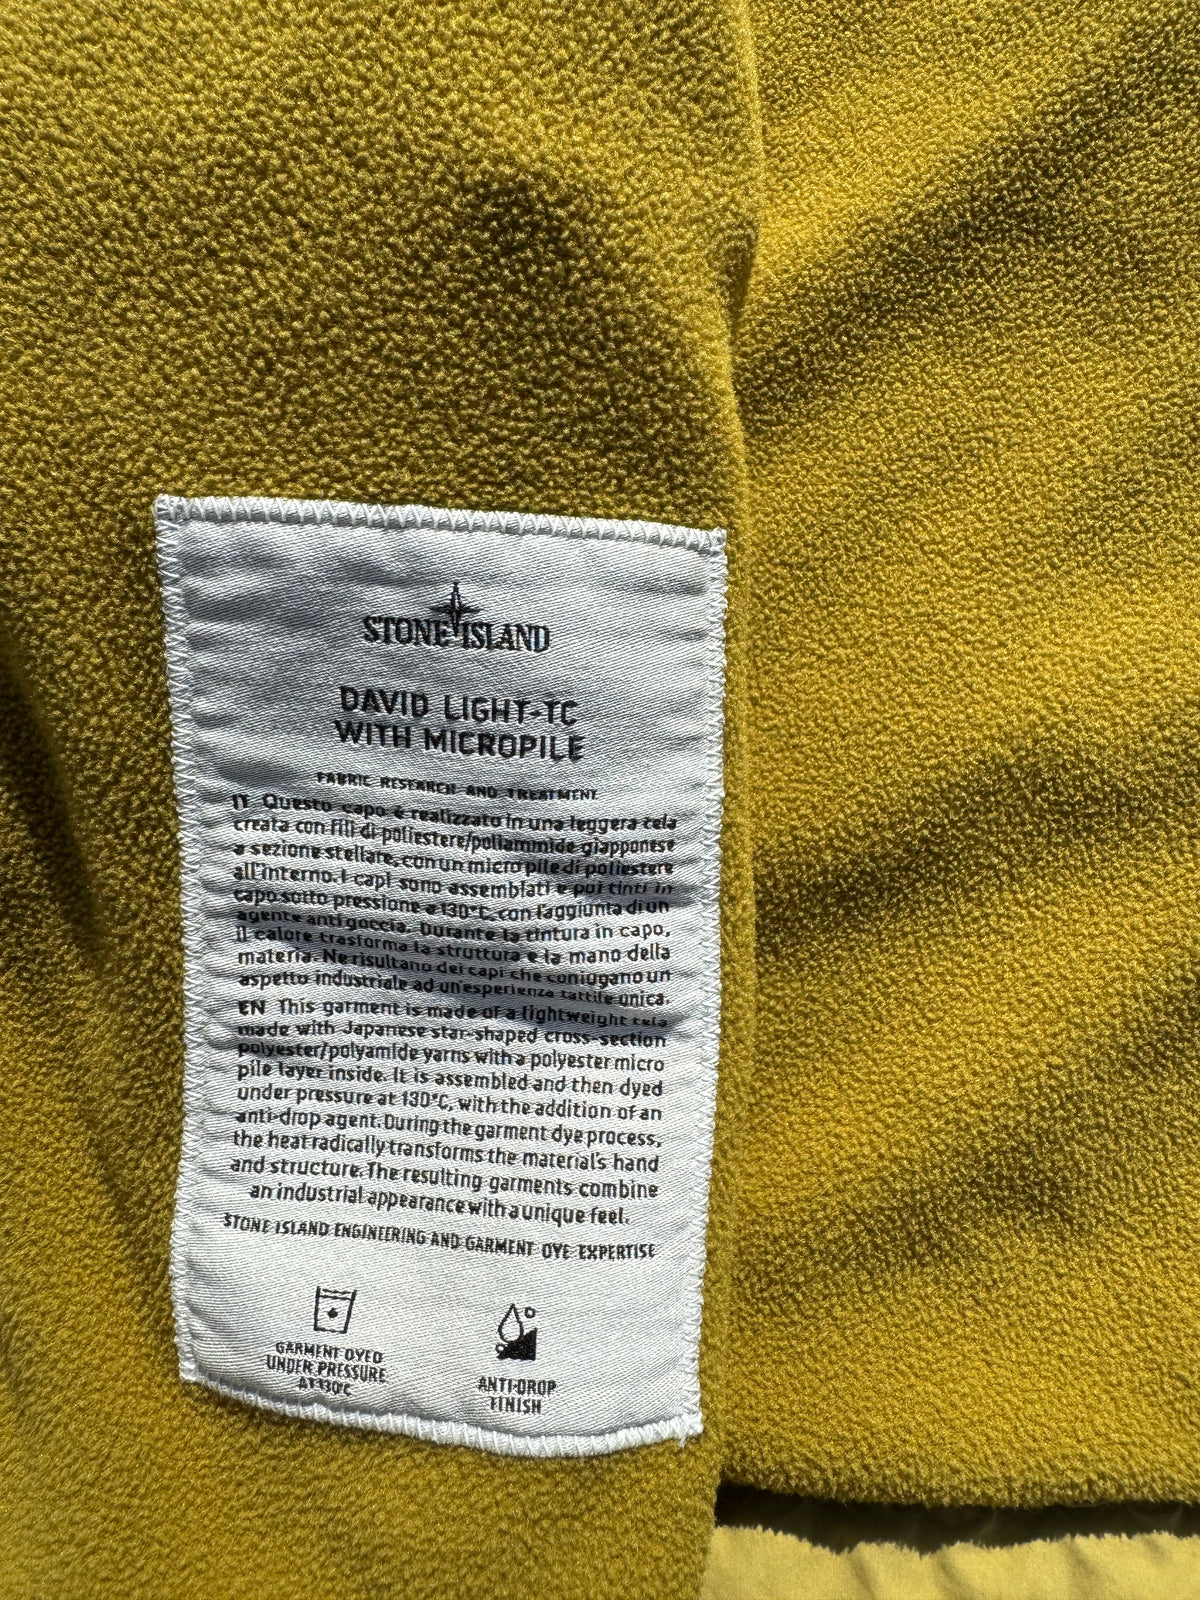 STONE ISLAND
DAVID LIGHT-TC
WITH MICROPILE
FABRIC RESEARCH AND TREATMENT
IT Questo capo è realizzato in una leggera tela
creata con fili di poliestere/poliammide giapponese
a sezione stellare, con un micro pile di poliestere
all'interno. I capi sono assemblati e poi tinti in
capo sotto pressione a 130°C, con l'aggiunta di un
agente anti goccia. Durante la tintura in capo,
il calore trasforma la struttura e la mano della
materia. Ne risultano dei capi che coniugano un
aspetto industriale ad un'esperienza tattile unica.
EN This garment is made of a lightweight tela
made with Japanese star-shaped cross-section
polyester/polyamide yarns with a polyester micro
pile layer inside. It is assembled and then dyed
under pressure at 130°C, with the addition of an
anti-drop agent. During the garment dye process,
the heat radically transforms the material's hand
and structure. The resulting garments combine
an industrial appearance with a unique feel.
STONE ISLAND ENGINEERING AND GARMENT DYE EXPERTISE
GARMENT DYED
UNDER PRESSURE
AT 130°C
ANTI-DROP
FINISH